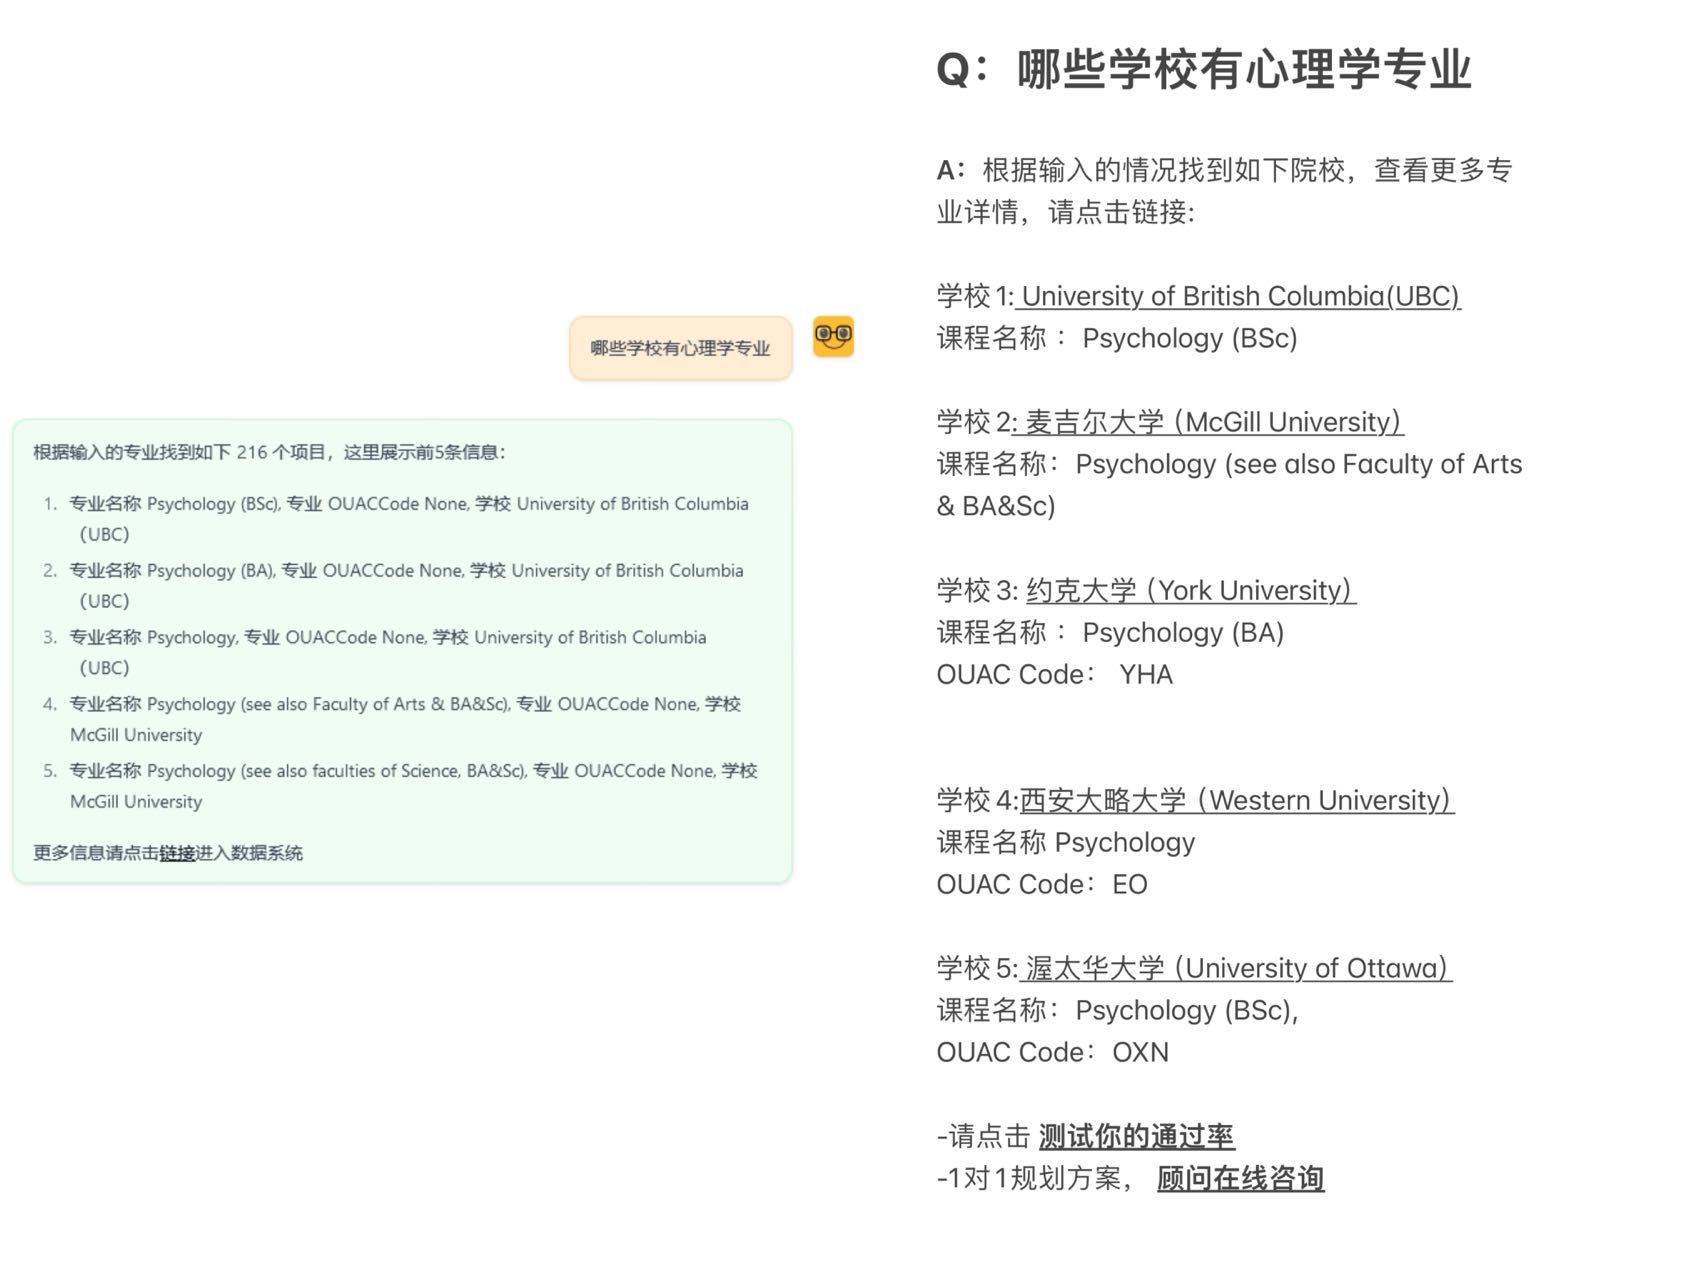 哪些学校有心理学专业
根据输入的专业找到如下 216 个项目，这里展示前5条信息：
1. 专业名称 Psychology (BSc), 专业 OUACCode None, 学校 University of British Columbia
（UBC）
2. 专业名称 Psychology (BA), 专业 OUACCode None, 学校 University of British Columbia
（UBC）
3. 专业名称 Psychology, 专业 OUACCode None, 学校 University of British Columbia
（UBC）
4. 专业名称 Psychology (see also Faculty of Arts & BA&Sc), 专业 OUACCode None, 学校
McGill University
5. 专业名称 Psychology (see also faculties of Science, BA&Sc), 专业 OUACCode None, 学校
McGill University
更多信息请点击链接进入数据系统
Q：哪些学校有心理学专业
A：根据输入的情况找到如下院校，查看更多专
业详情，请点击链接:
学校 1: University of British Columbia(UBC)
课程名称 ：Psychology (BSc)
学校 2: 麦吉尔大学（McGill University）
课程名称：Psychology (see also Faculty of Arts
& BA&Sc)
学校 3: 约克大学（York University）
课程名称 ：Psychology (BA)
OUAC Code： YHA
学校 4:西安大略大学（Western University）
课程名称 Psychology
OUAC Code：EO
学校 5: 渥太华大学（University of Ottawa）
课程名称：Psychology (BSc),
OUAC Code：OXN
-请点击 测试你的通过率
-1对1规划方案， 顾问在线咨询